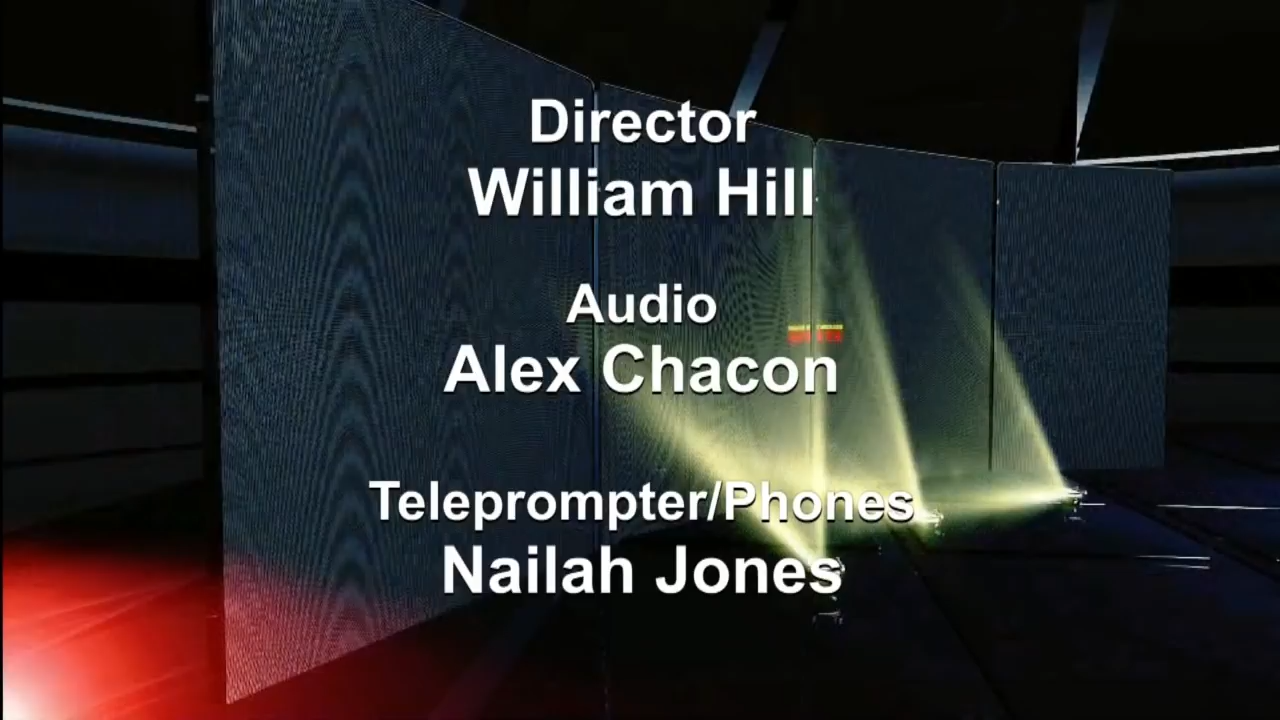 Director
William Hill
Audio
Alex Chacon
Teleprompter/Phones
Nailah Jones